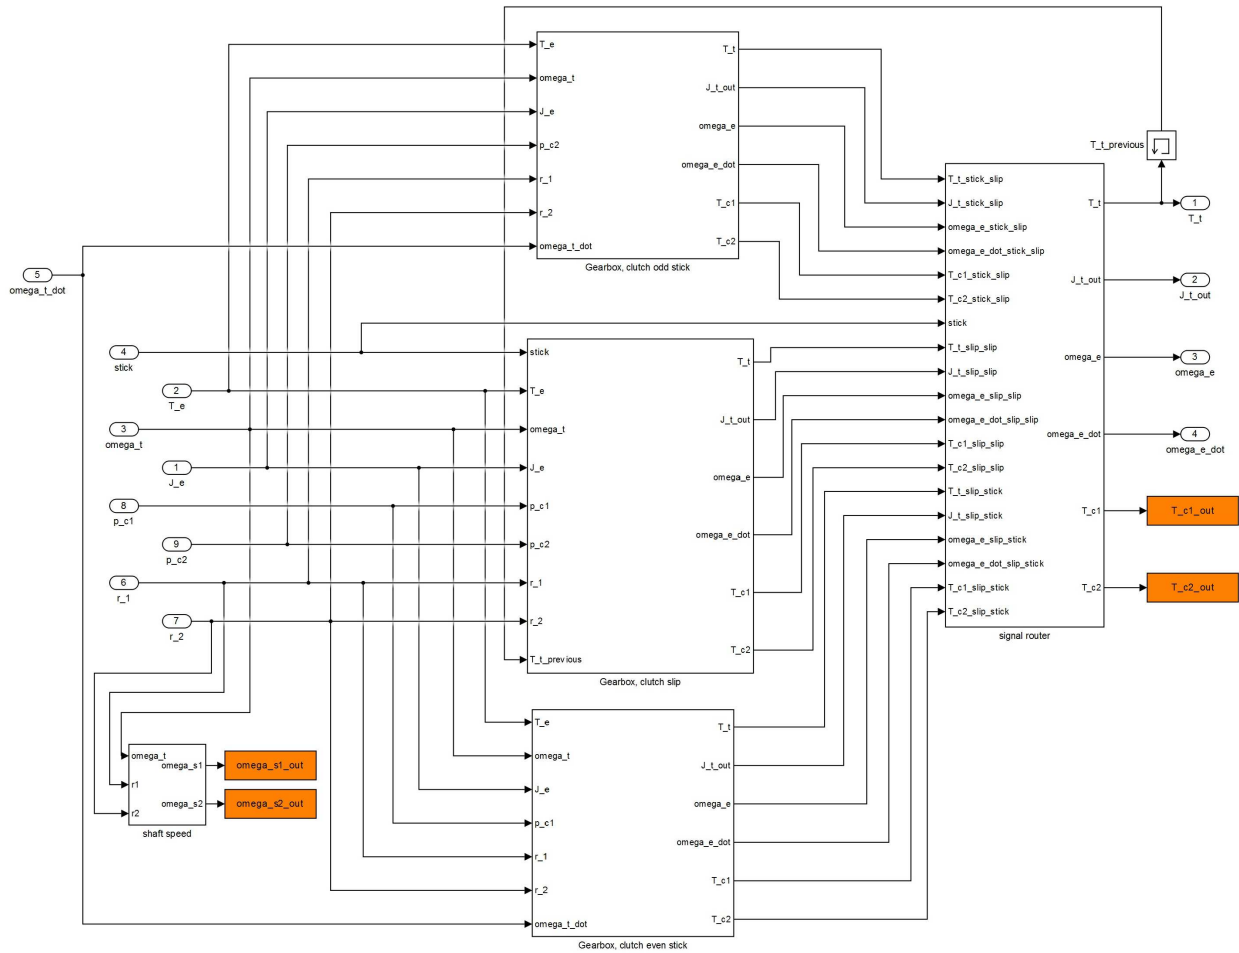 T_e
omega_t
J_e
p_c2
r_1
r_2
omega_t_dot
T_t
J_t_out
omega_e
omega_e_dot
T_c1
T_c2
Gearbox, clutch odd stick
T_t_previous
5
omega_t_dot
4
stick
2
T_e
3
omega_t
1
J_e
8
p_c1
9
p_c2
6
r_1
7
r_2
stick
T_e
omega_t
J_e
p_c1
p_c2
r_1
r_2
T_t_previous
T_t
J_t_out
omega_e
omega_e_dot
T_c1
T_c2
Gearbox, clutch slip
T_t_stick_slip
J_t_stick_slip
omega_e_stick_slip
omega_e_dot_stick_slip
T_c1_stick_slip
T_c2_stick_slip
stick
T_t_slip_slip
J_t_slip_slip
omega_e_slip_slip
omega_e_dot_slip_slip
T_c1_slip_slip
T_c2_slip_slip
T_t_slip_stick
J_t_slip_stick
omega_e_slip_stick
omega_e_dot_slip_stick
T_c1_slip_stick
T_c2_slip_stick
T_t
J_t_out
omega_e
omega_e_dot
T_c1
T_c2
signal router
1
T_t
2
J_t_out
3
omega_e
4
omega_e_dot
T_c1_out
T_c2_out
omega_t
r1
r2
omega_s1
omega_s2
shaft speed
omega_s1_out
omega_s2_out
T_e
omega_t
J_e
p_c1
r_1
r_2
omega_t_dot
T_t
J_t_out
omega_e
omega_e_dot
T_c1
T_c2
Gearbox, clutch even stick